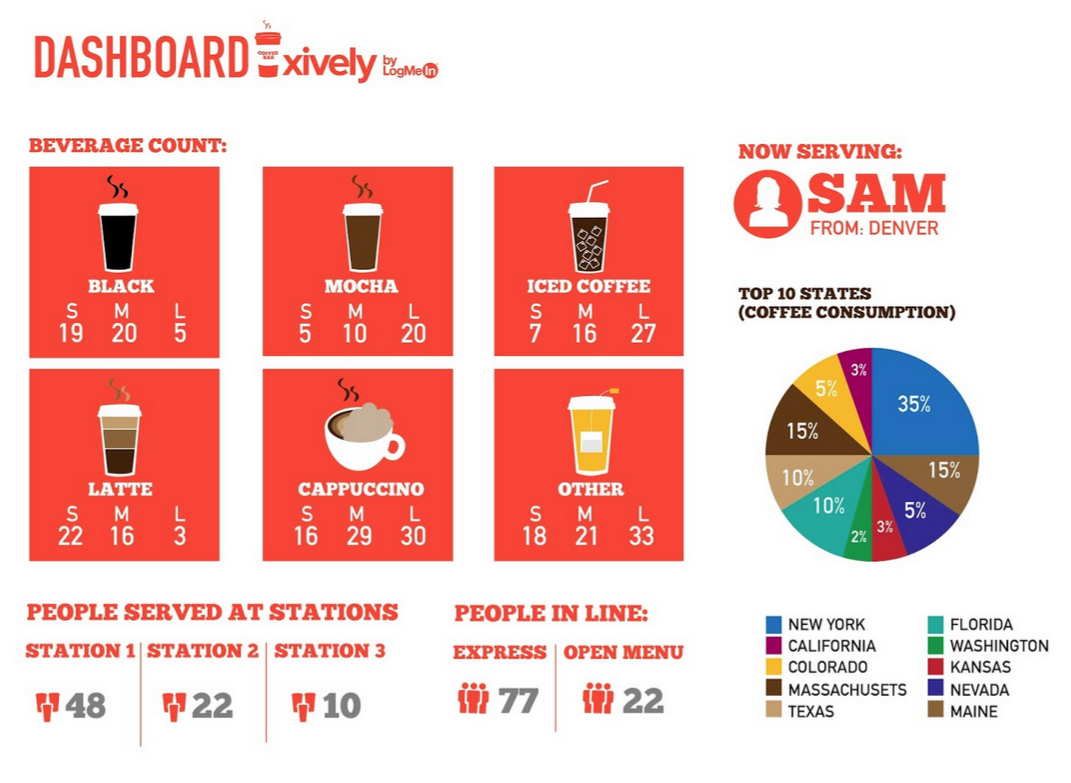 DASHBOARD COFFEE BAR xively by LogMeIn
BEVERAGE COUNT:
BLACK
S M L
19 20 5
MOCHA
S M L
5 10 20
ICED COFFEE
S M L
7 16 27
LATTE
S M L
22 16 3
CAPPUCCINO
S M L
16 29 30
OTHER
S M L
18 21 33
NOW SERVING:
SAM
FROM: DENVER
TOP 10 STATES
(COFFEE CONSUMPTION)
3%
5%
35%
15%
15%
10%
10%
5%
3%
2%
NEW YORK
CALIFORNIA
COLORADO
MASSACHUSETS
TEXAS
FLORIDA
WASHINGTON
KANSAS
NEVADA
MAINE
PEOPLE SERVED AT STATIONS
STATION 1 STATION 2 STATION 3
48 22 10
PEOPLE IN LINE:
EXPRESS OPEN MENU
77 22